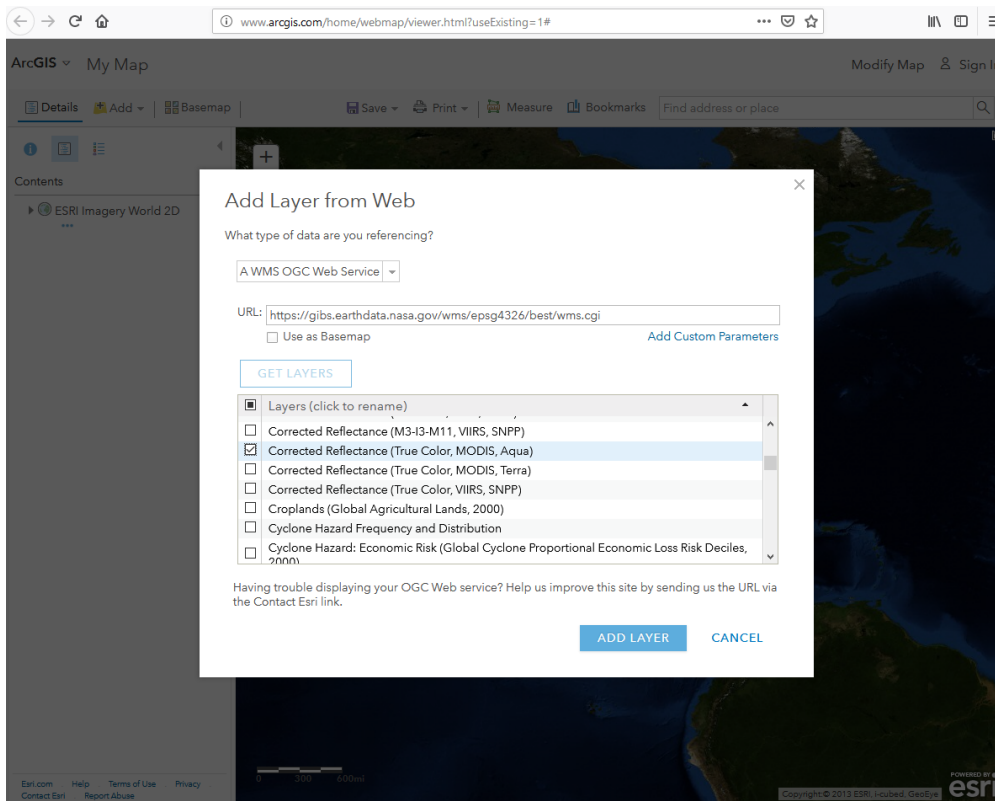 www.arcgis.com/home/webmap/viewer.html?useExisting=1#
ArcGIS My Map
Modify Map Sign I
Details Add Basemap Save Print Measure Bookmarks Find address or place
Contents
ESRI Imagery World 2D
Add Layer from Web
What type of data are you referencing?
A WMS OGC Web Service
URL: https://gibs.earthdata.nasa.gov/wms/epsg4326/best/wms.cgi
Use as Basemap Add Custom Parameters
GET LAYERS
Layers (click to rename)
Corrected Reflectance (M3-I3-M11, VIIRS, SNPP)
Corrected Reflectance (True Color, MODIS, Aqua)
Corrected Reflectance (True Color, MODIS, Terra)
Corrected Reflectance (True Color, VIIRS, SNPP)
Croplands (Global Agricultural Lands, 2000)
Cyclone Hazard Frequency and Distribution
Cyclone Hazard: Economic Risk (Global Cyclone Proportional Economic Loss Risk Deciles,
2000)
Having trouble displaying your OGC Web service? Help us improve this site by sending us the URL via
the Contact Esri link.
ADD LAYER CANCEL
0 300 600mi
Esri.com Help Terms of Use Privacy
Contact Esri Report Abuse
POWERED BY
esri
Copyright:© 2013 ESRI, i-cubed, GeoEye